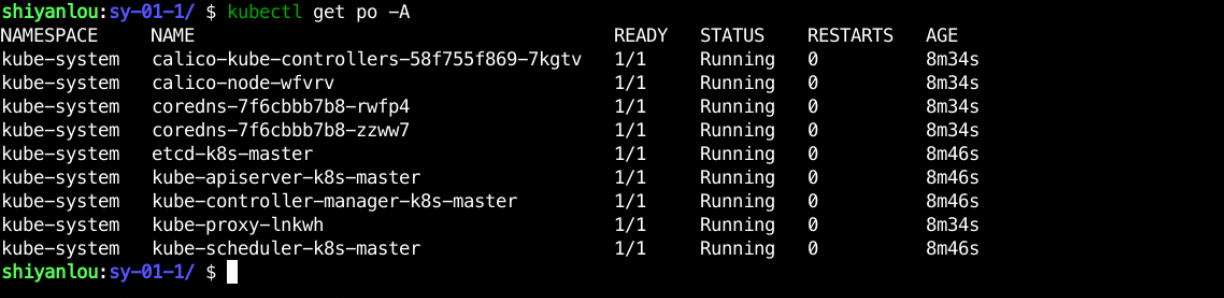 shiyanlou:sy-01-1/ $ kubectl get po -A
NAMESPACE     NAME                                       READY   STATUS    RESTARTS   AGE
kube-system   calico-kube-controllers-58f755f869-7kgtv   1/1     Running   0          8m34s
kube-system   calico-node-wfvrv                          1/1     Running   0          8m34s
kube-system   coredns-7f6cbbb7b8-rwfp4                   1/1     Running   0          8m34s
kube-system   coredns-7f6cbbb7b8-zzww7                   1/1     Running   0          8m34s
kube-system   etcd-k8s-master                            1/1     Running   0          8m46s
kube-system   kube-apiserver-k8s-master                  1/1     Running   0          8m46s
kube-system   kube-controller-manager-k8s-master         1/1     Running   0          8m46s
kube-system   kube-proxy-lnkwh                           1/1     Running   0          8m34s
kube-system   kube-scheduler-k8s-master                  1/1     Running   0          8m46s
shiyanlou:sy-01-1/ $